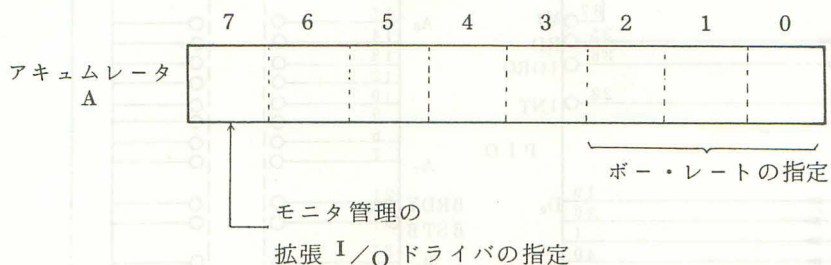 7 6 5 4 3 2 1 0
アキュムレータ
A
ボー・レートの指定
モニタ管理の
拡張 I/O ドライバの指定
PIO